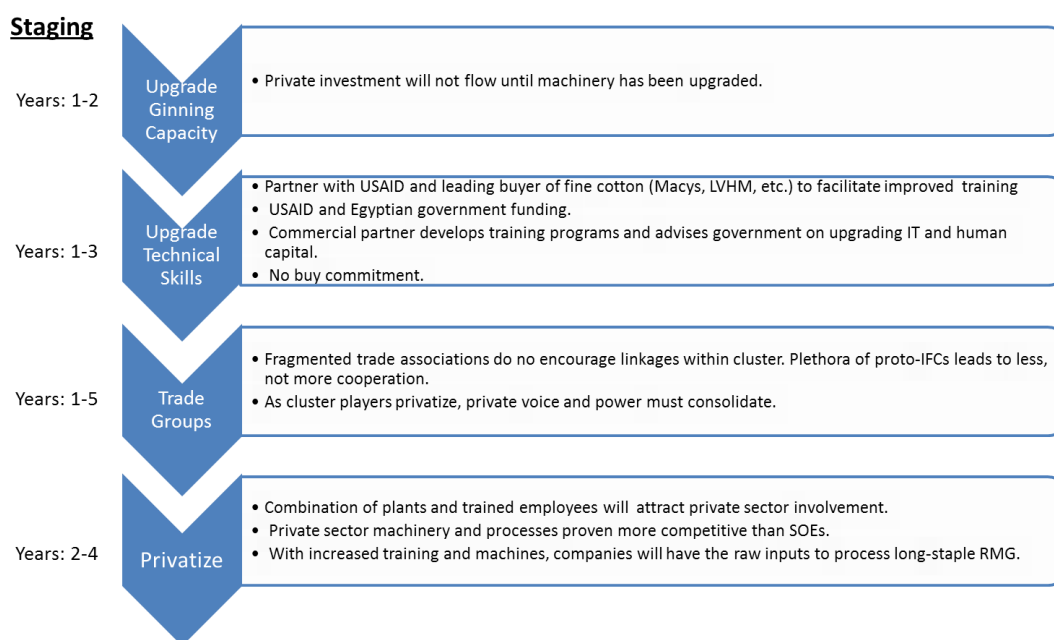 Staging
Years: 1-2
Upgrade
Ginning
Capacity
• Private investment will not flow until machinery has been upgraded.
Years: 1-3
Upgrade
Technical
Skills
• Partner with USAID and leading buyer of fine cotton (Macys, LVHM, etc.) to facilitate improved training
• USAID and Egyptian government funding.
• Commercial partner develops training programs and advises government on upgrading IT and human
capital.
• No buy commitment.
Years: 1-5
Trade
Groups
• Fragmented trade associations do no encourage linkages within cluster. Plethora of proto-IFCs leads to less,
not more cooperation.
• As cluster players privatize, private voice and power must consolidate.
Years: 2-4
Privatize
• Combination of plants and trained employees will attract private sector involvement.
• Private sector machinery and processes proven more competitive than SOEs.
• With increased training and machines, companies will have the raw inputs to process long-staple RMG.